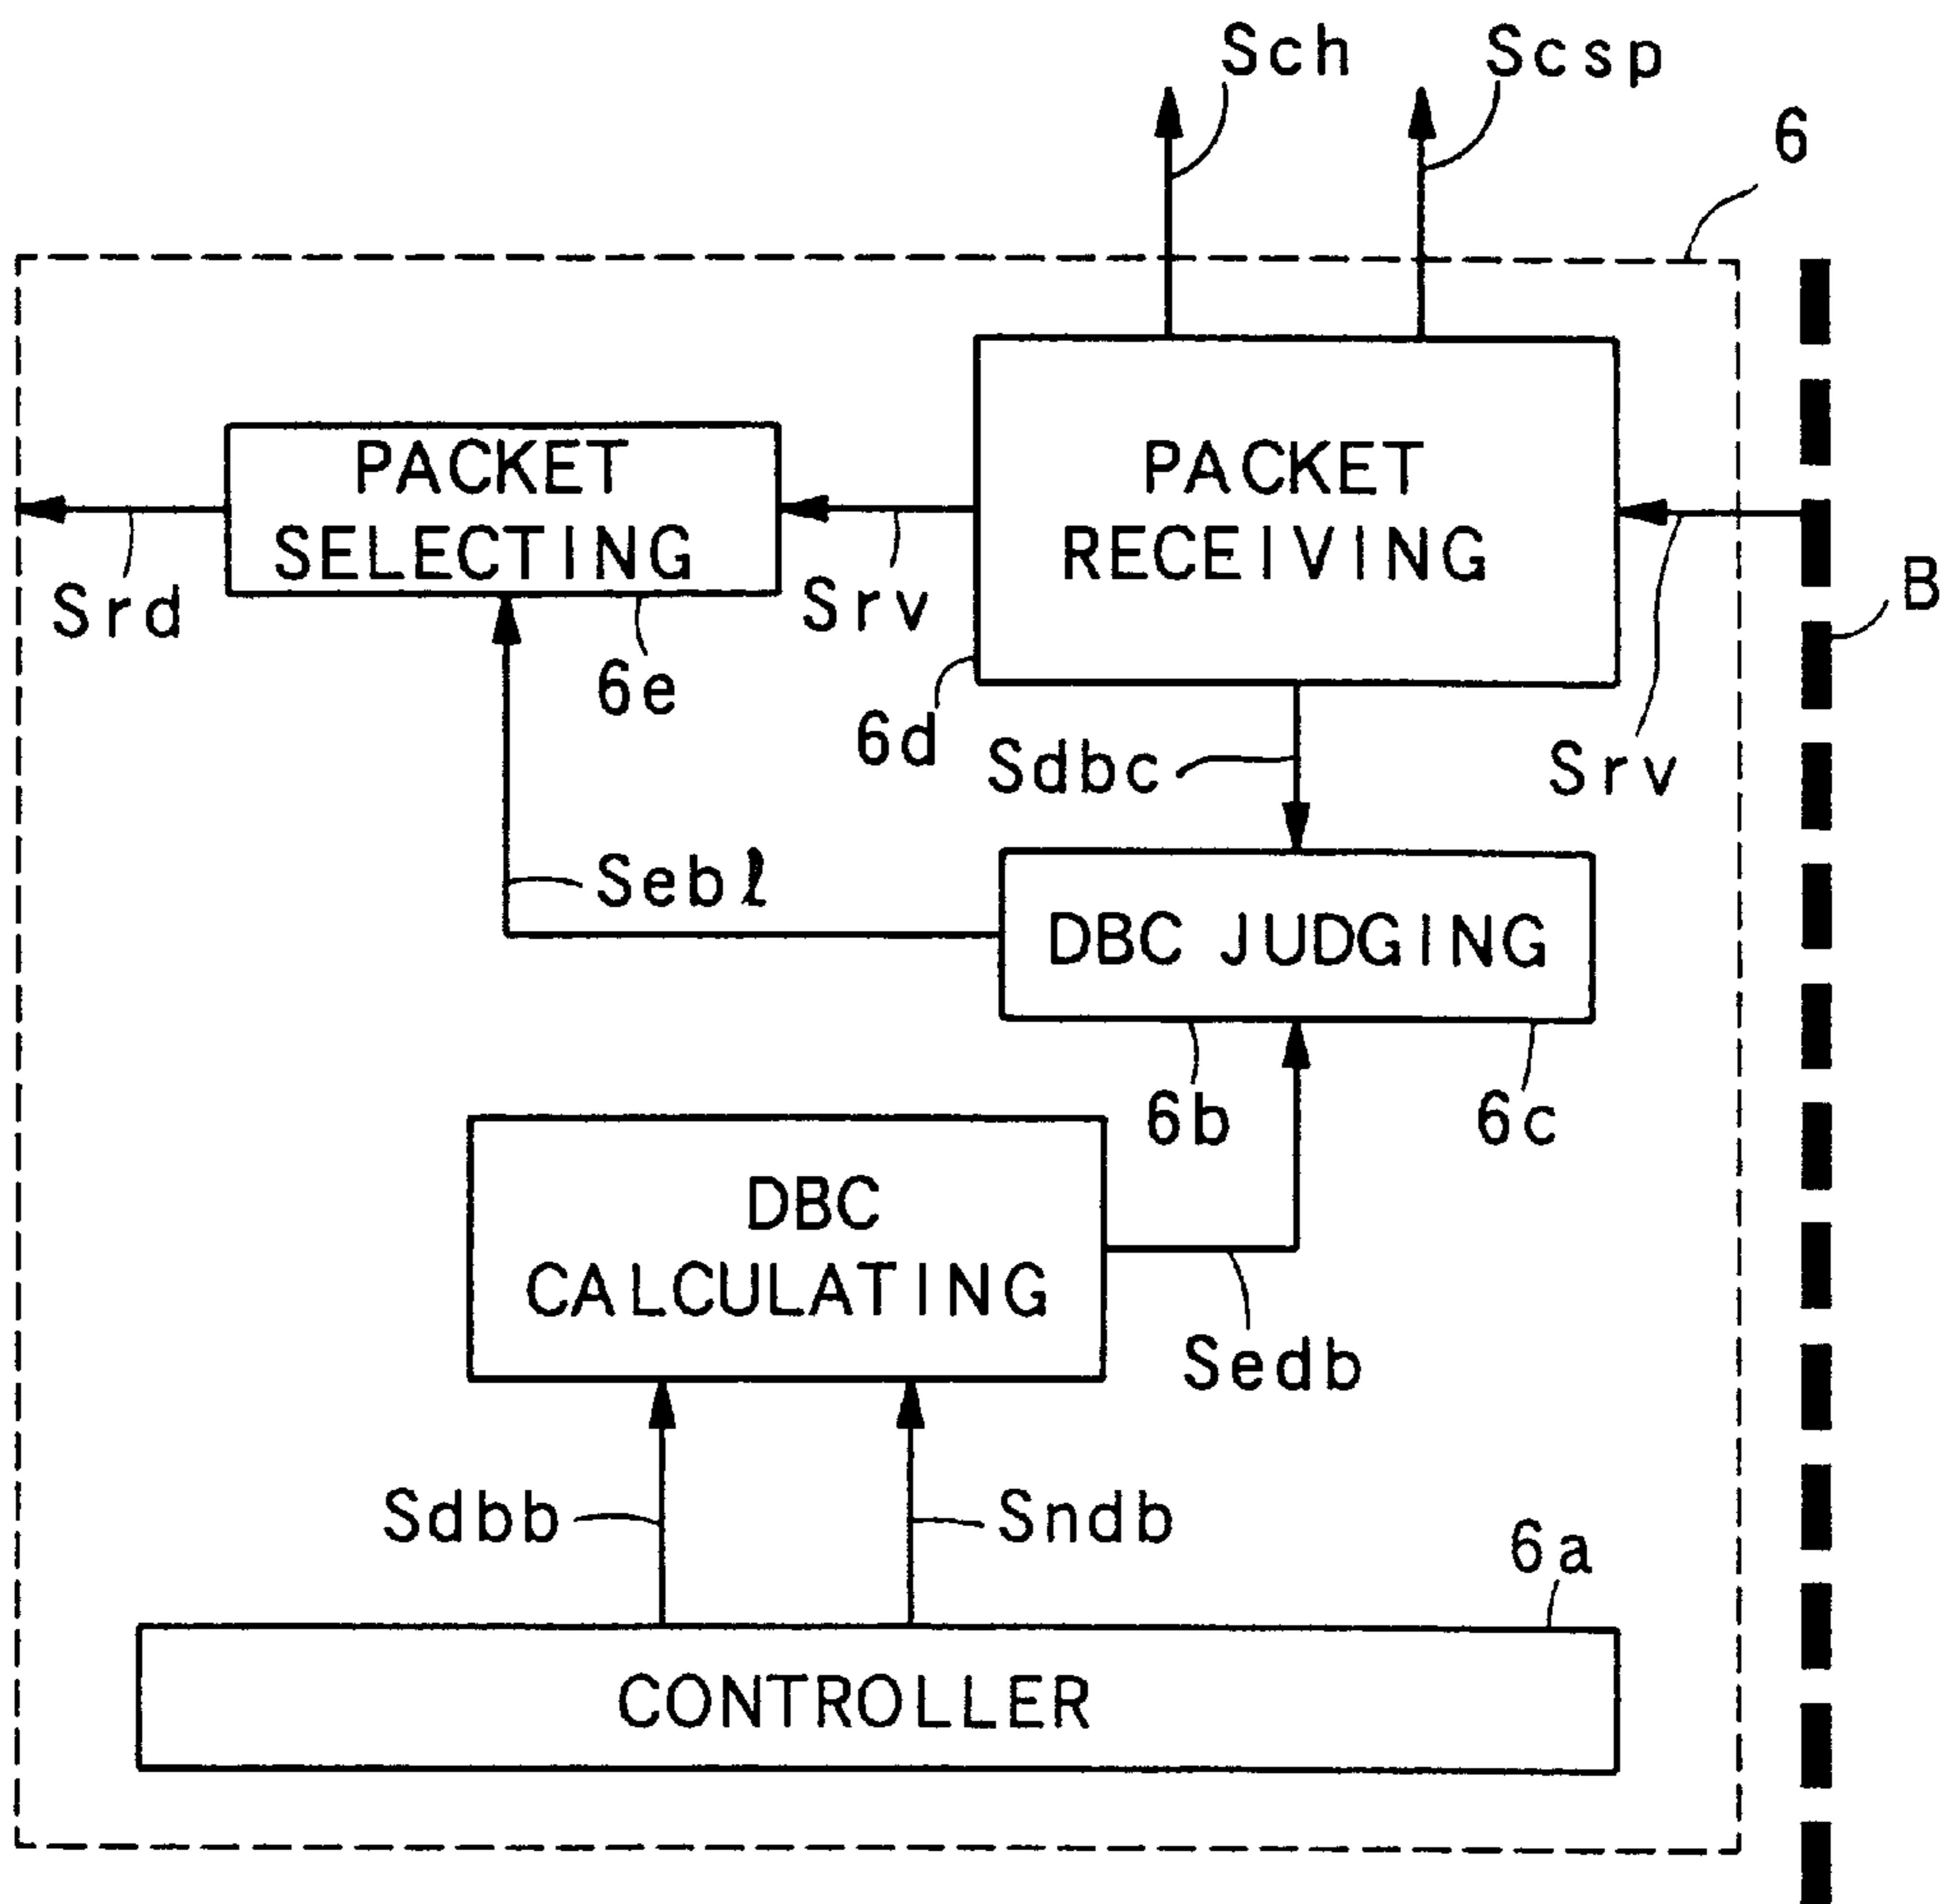 Sch
Scsp
6
PACKET
SELECTING
PACKET
RECEIVING
Srd
Srv
B
6e
6d
Sdbc
Srv
Sebl
DBC JUDGING
6b
6c
DBC
CALCULATING
Sedb
Sdbb
Sndb
6a
CONTROLLER